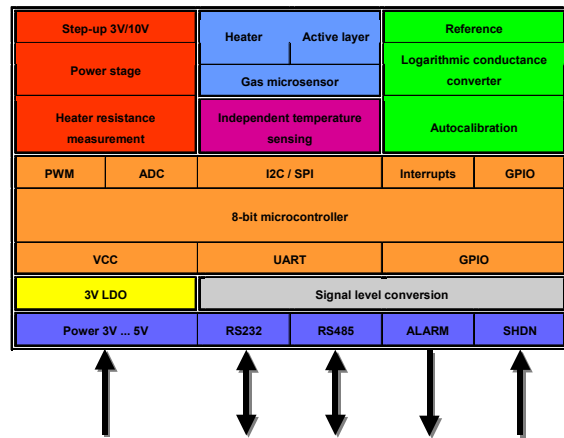 Step-up 3V/10V
Heater
Active layer
Reference
Power stage
Gas microsensor
Logarithmic conductance
converter
Heater resistance
measurement
Independent temperature
sensing
Autocalibration
PWM
ADC
I2C / SPI
Interrupts
GPIO
8-bit microcontroller
VCC
UART
GPIO
3V LDO
Signal level conversion
Power 3V ... 5V
RS232
RS485
ALARM
SHDN